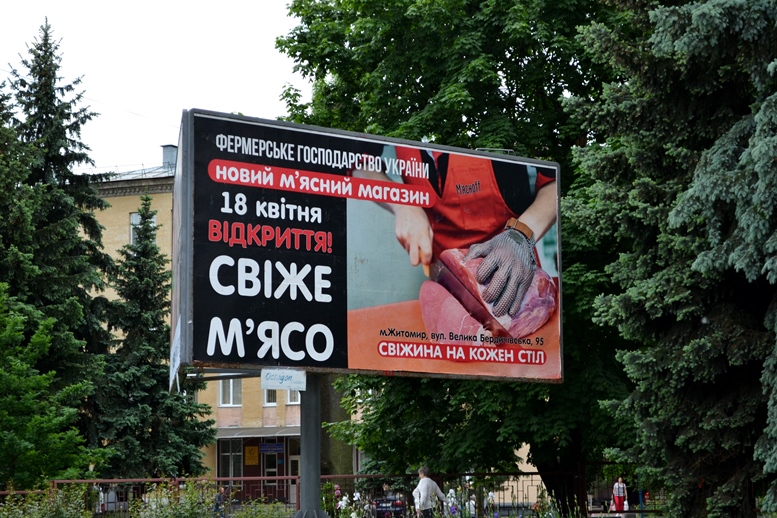 ФЕРМЕРСЬКЕ ГОСПОДАРСТВО УКРАЇНИ
НОВИЙ М'ЯСНИЙ МАГАЗИН
18 КВІТНЯ
ВІДКРИТТЯ!
СВІЖЕ
М'ЯСО
М'ЯСНОFF
м.Житомир, вул. Велика Бердичівська, 95
СВІЖИНА НА КОЖЕН СТІЛ